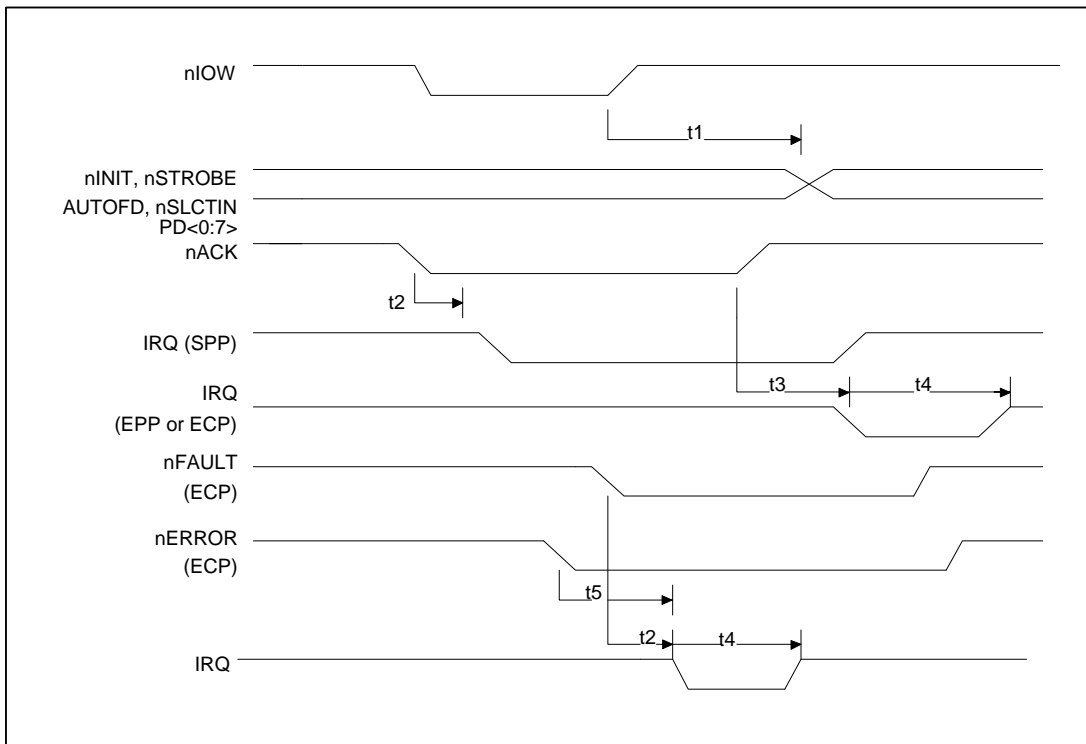 nIOW
t1
nINIT, nSTROBE
AUTOFD, nSLCTIN
PD<0:7>
nACK
t2
IRQ (SPP)
t3
t4
IRQ
(EPP or ECP)
nFAULT
(ECP)
nERROR
(ECP)
t5
t2
t4
IRQ